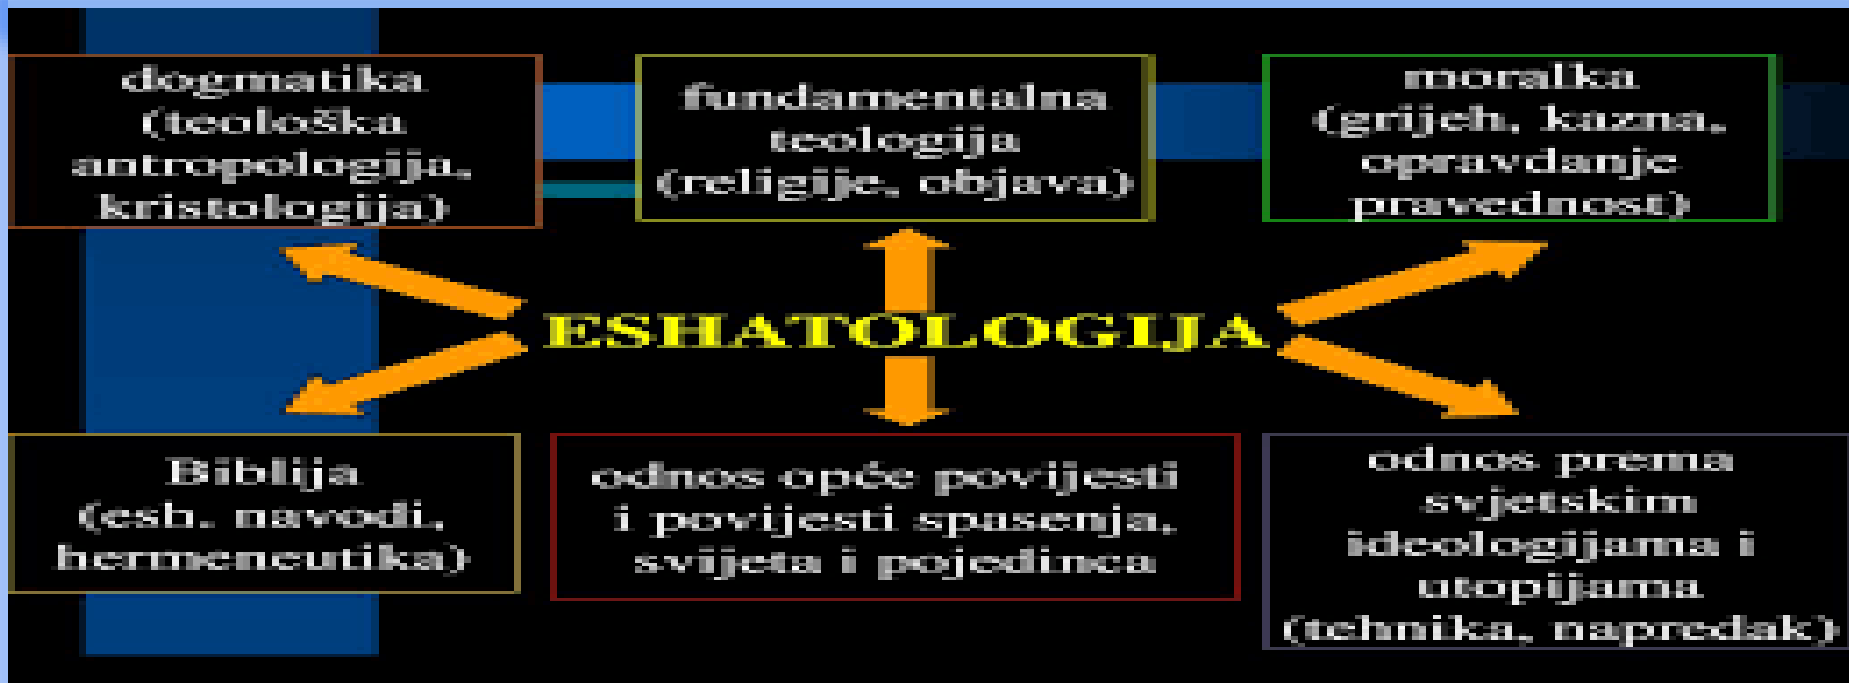 dogmatika
(teološka
antropologija,
kristologija)
fundamentalna
teologija
(religije, objava)
moralka
(grijeh, kazna,
opravdanje
pravednost)
ESHATOLOGIJA
Biblija
(esh. navodi,
hermeneutika)
odnos opće povijesti
i povijesti spasenja,
svijeta i pojedinca
odnos prema
svjetskim
ideologijama i
utopijama
(tehnika, napredak)